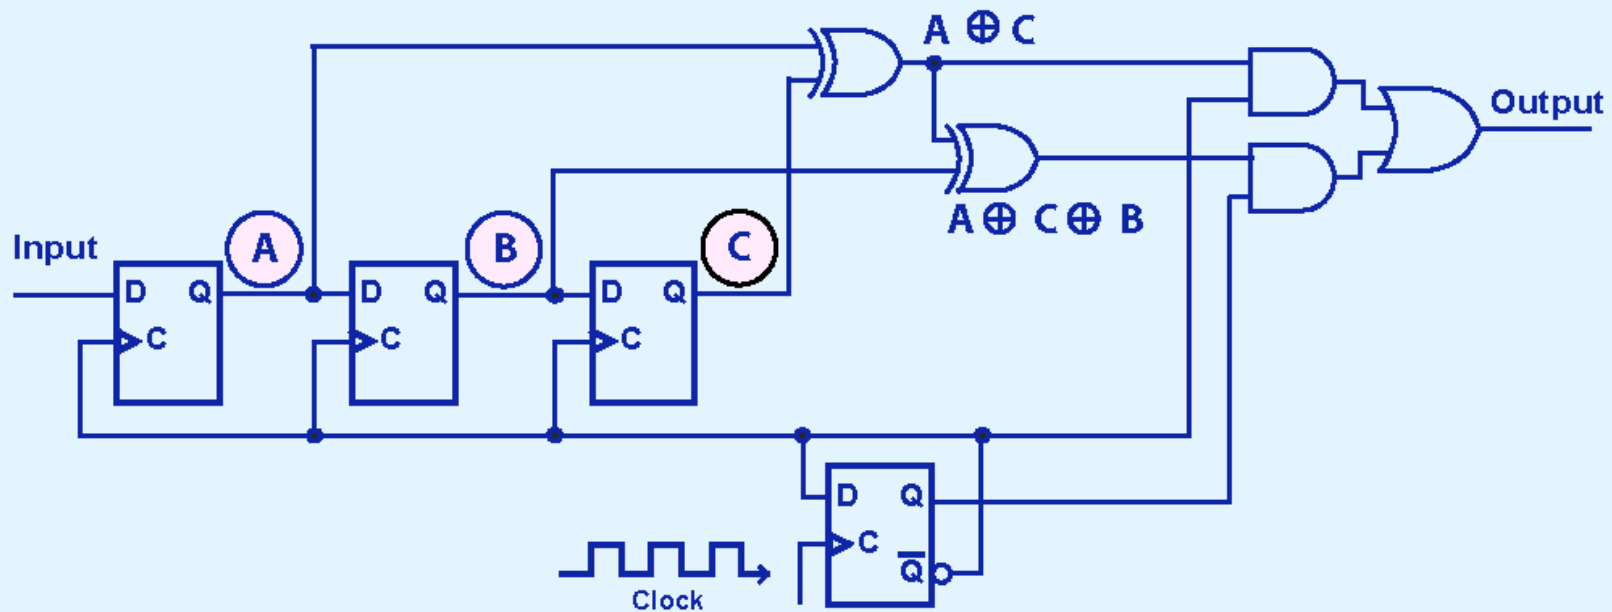 A ⊕ C
Output
A ⊕ C ⊕ B
Input
A
B
C
D Q
C
D Q
C
D Q
C
D Q
C
Q̅
Clock